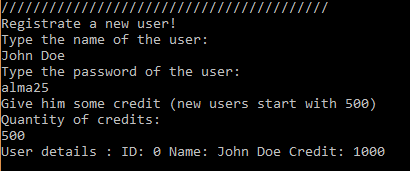 /////////////////////////////////////////
Registrate a new user!
Type the name of the user:
John Doe
Type the password of the user:
alma25
Give him some credit (new users start with 500)
Quantity of credits:
500
User details : ID: 0 Name: John Doe Credit: 1000